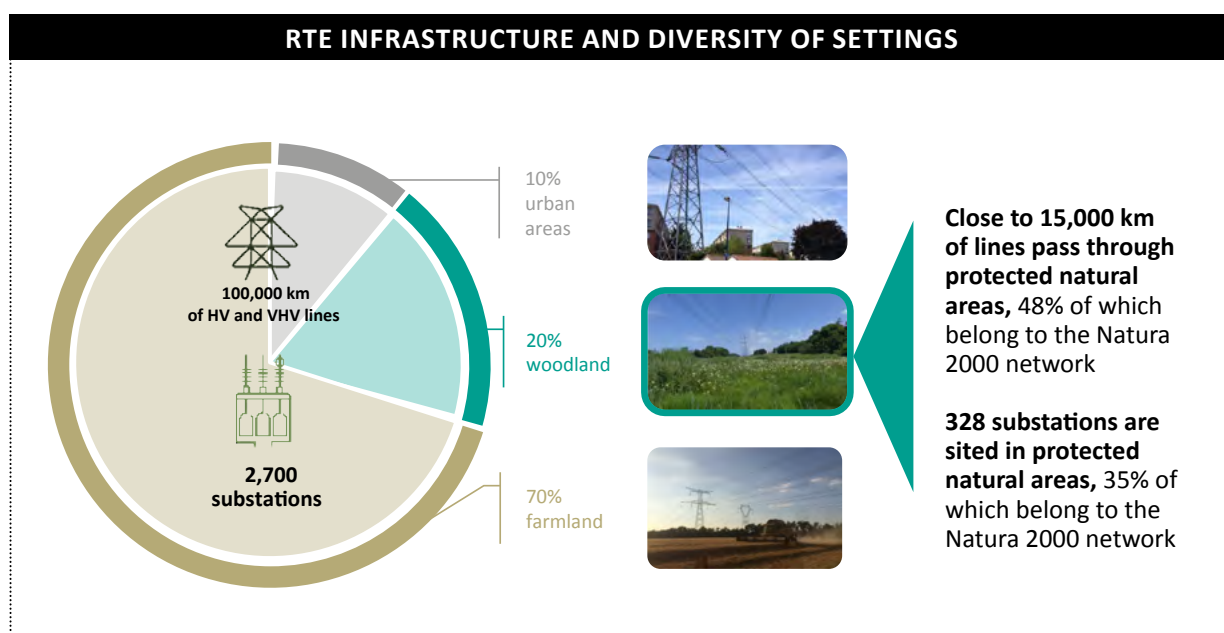 RTE INFRASTRUCTURE AND DIVERSITY OF SETTINGS
100,000 km
of HV and VHV lines
2,700
substations
10%
urban
areas
20%
woodland
70%
farmland
Close to 15,000 km
of lines pass through
protected natural
areas, 48% of which
belong to the Natura
2000 network
328 substations are
sited in protected
natural areas, 35% of
which belong to the
Natura 2000 network